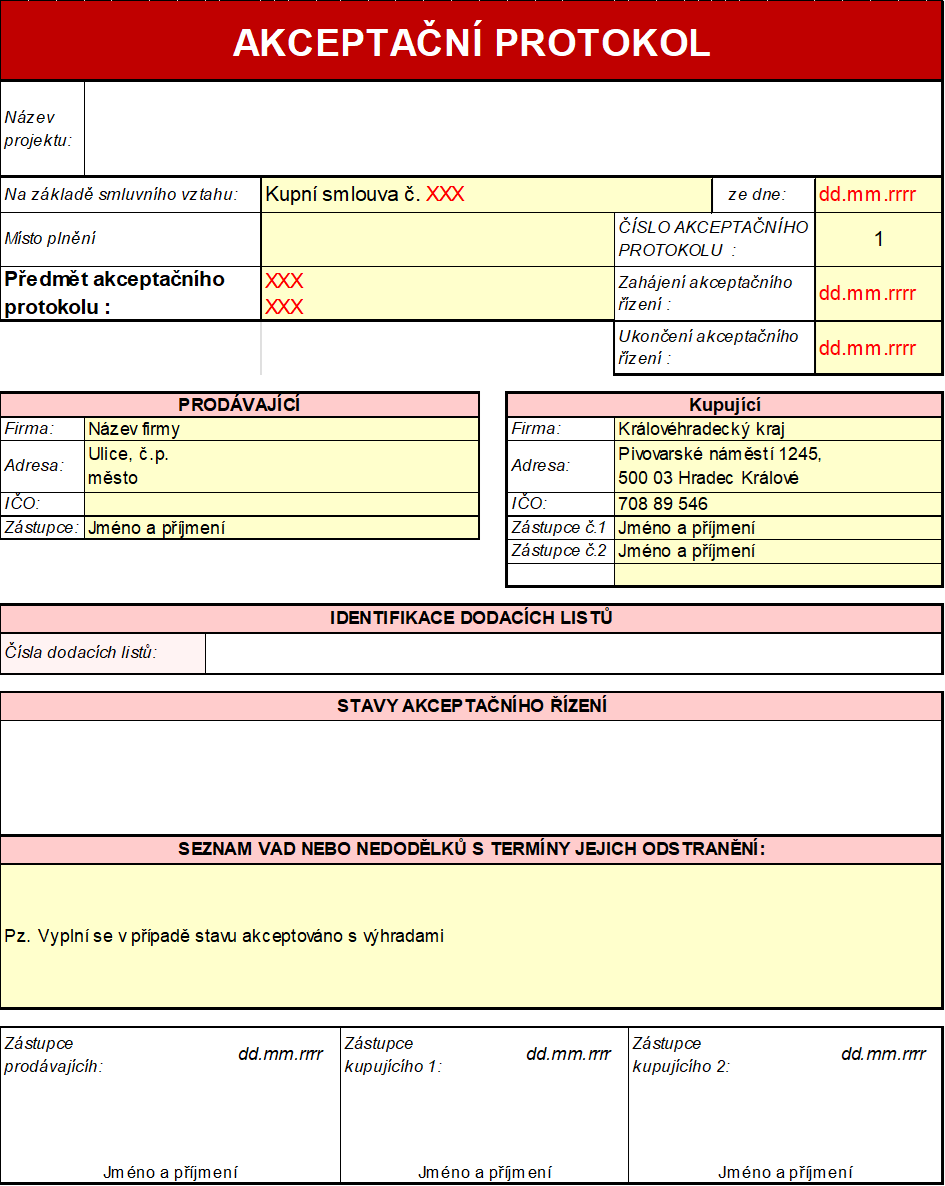 AKCEPTAČNÍ PROTOKOL
Název
projektu:
Na základě smluvního vztahu: Kupní smlouva č. XXX ze dne: dd.mm.rrrr
Místo plnění
ČÍSLO AKCEPTAČNÍHO
PROTOKOLU :
1
Předmět akceptačního
protokolu :
XXX
XXX
Zahájení akceptačního
řízení :
dd.mm.rrrr
Ukončení akceptačního
řízení :
dd.mm.rrrr
PRODÁVAJÍCÍ
Firma: Název firmy
Adresa:
Ulice, č.p.
město
IČO:
Zástupce: Jméno a příjmení
Kupující
Firma: Královéhradecký kraj
Adresa:
Pivovarské náměstí 1245,
500 03 Hradec Králové
IČO: 708 89 546
Zástupce č.1 Jméno a příjmení
Zástupce č.2 Jméno a příjmení
IDENTIFIKACE DODACÍCH LISTŮ
Čísla dodacích listů:
STAVY AKCEPTAČNÍHO ŘÍZENÍ
SEZNAM VAD NEBO NEDODĚLKŮ S TERMÍNY JEJICH ODSTRANĚNÍ:
Pz. Vyplní se v případě stavu akceptováno s výhradami
Zástupce
prodávajících:
dd.mm.rrrr
Jméno a příjmení
Zástupce
kupujícího 1:
dd.mm.rrrr
Jméno a příjmení
Zástupce
kupujícího 2:
dd.mm.rrrr
Jméno a příjmení